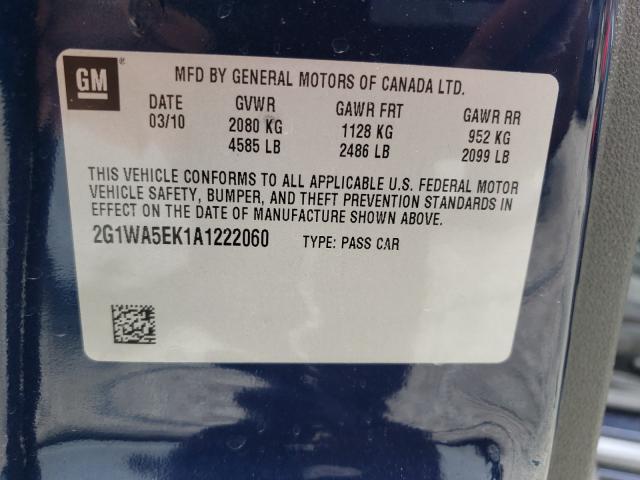 GM ®
MFD BY GENERAL MOTORS OF CANADA LTD.
DATE GVWR GAWR FRT GAWR RR
03/10 2080 KG 1128 KG 952 KG
4585 LB 2486 LB 2099 LB
THIS VEHICLE CONFORMS TO ALL APPLICABLE U.S. FEDERAL MOTOR
VEHICLE SAFETY, BUMPER, AND THEFT PREVENTION STANDARDS IN
EFFECT ON THE DATE OF MANUFACTURE SHOWN ABOVE.
2G1WA5EK1A1222060 TYPE: PASS CAR